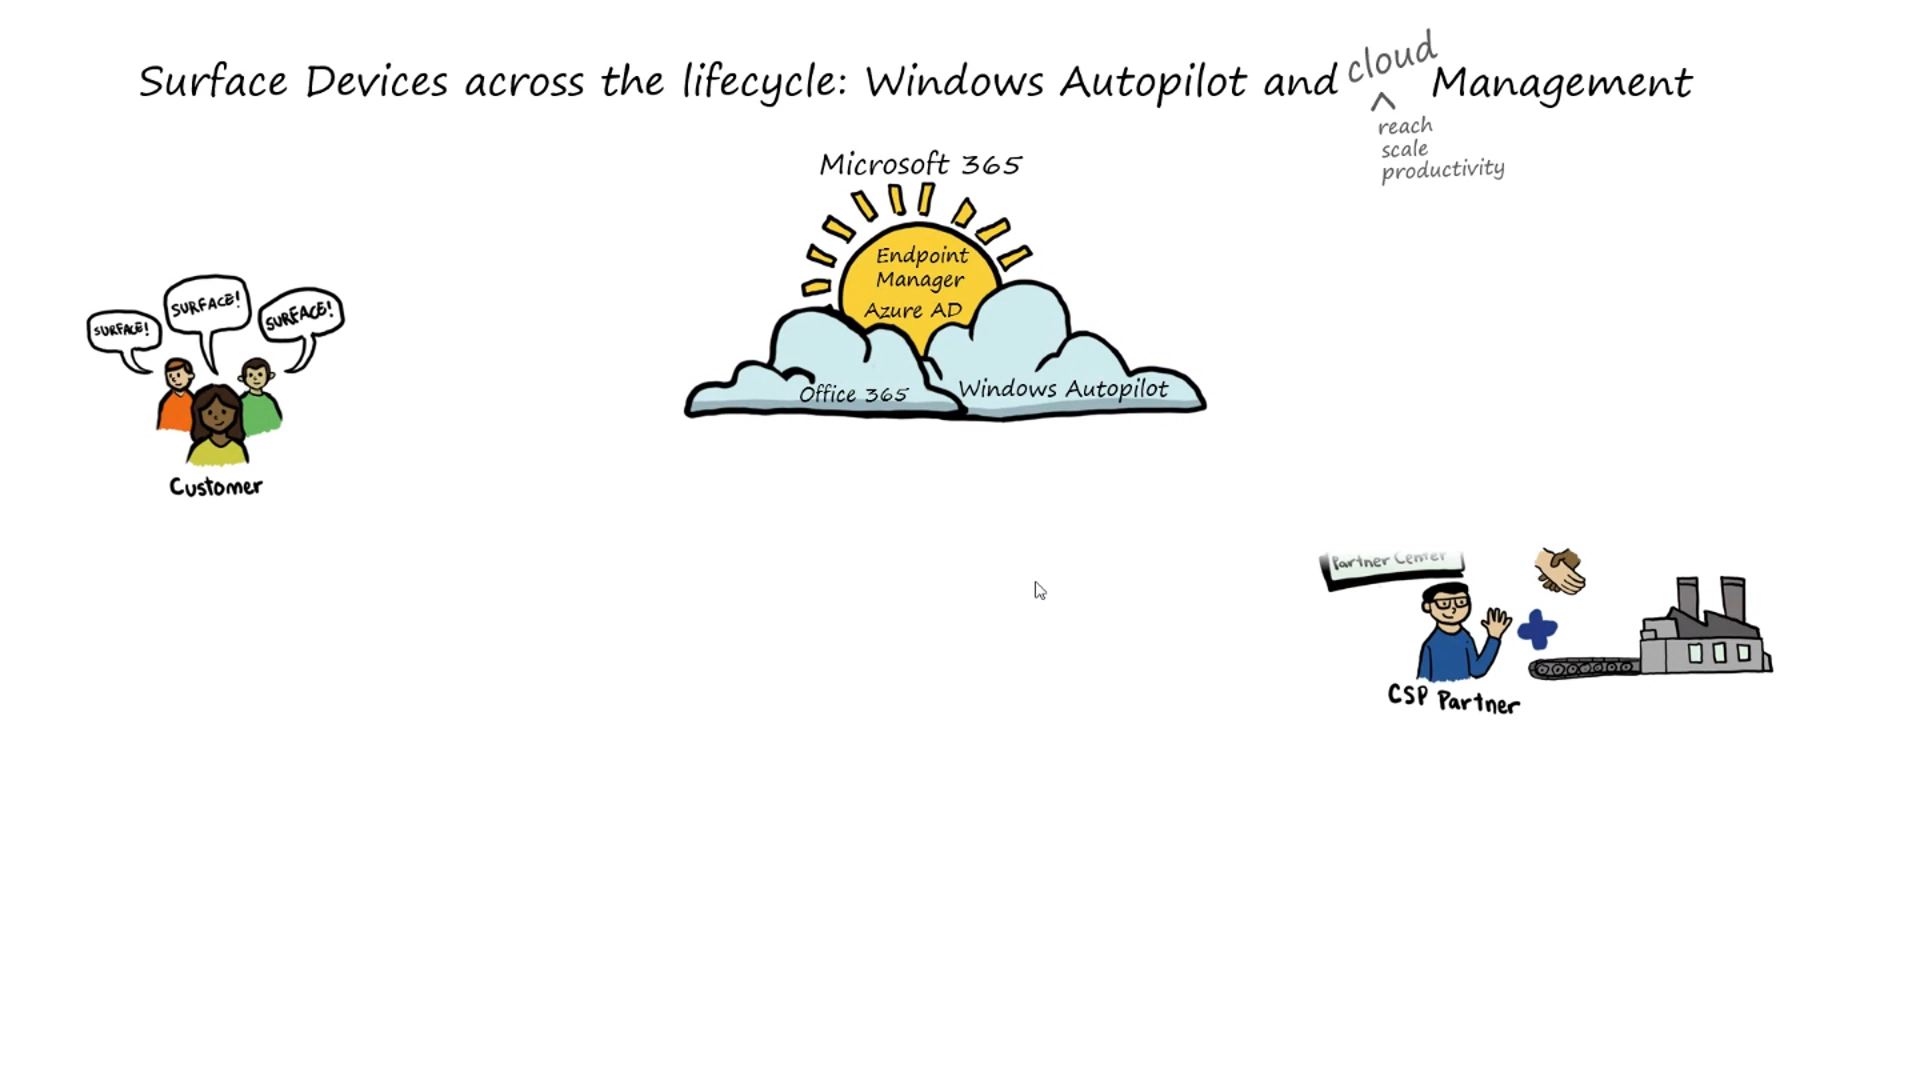 Surface Devices across the lifecycle: Windows Autopilot and cloud Management
^
reach
scale
productivity
Microsoft 365
Endpoint
Manager
Azure AD
Office 365
Windows Autopilot
SURFACE!
SURFACE!
SURFACE!
Customer
Partner Center
CSP Partner